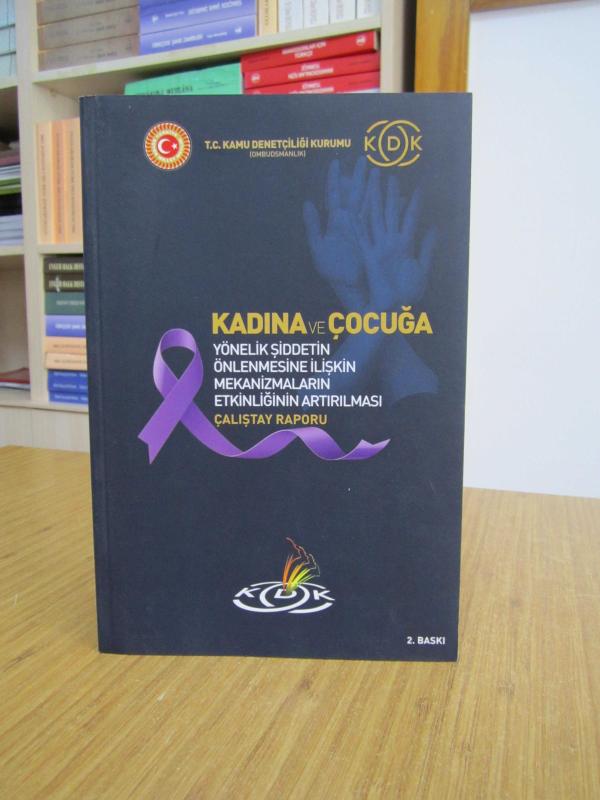 T.C. KAMU DENETÇİLİĞİ KURUMU
(OMBUDSMANLIK)
KDK
KADINA VE ÇOCUĞA
YÖNELİK ŞİDDETİN
ÖNLENMESİNE İLİŞKİN
MEKANİZMALARIN
ETKİNLİĞİNİN ARTIRILMASI
ÇALIŞTAY RAPORU
KDK
2. BASKI